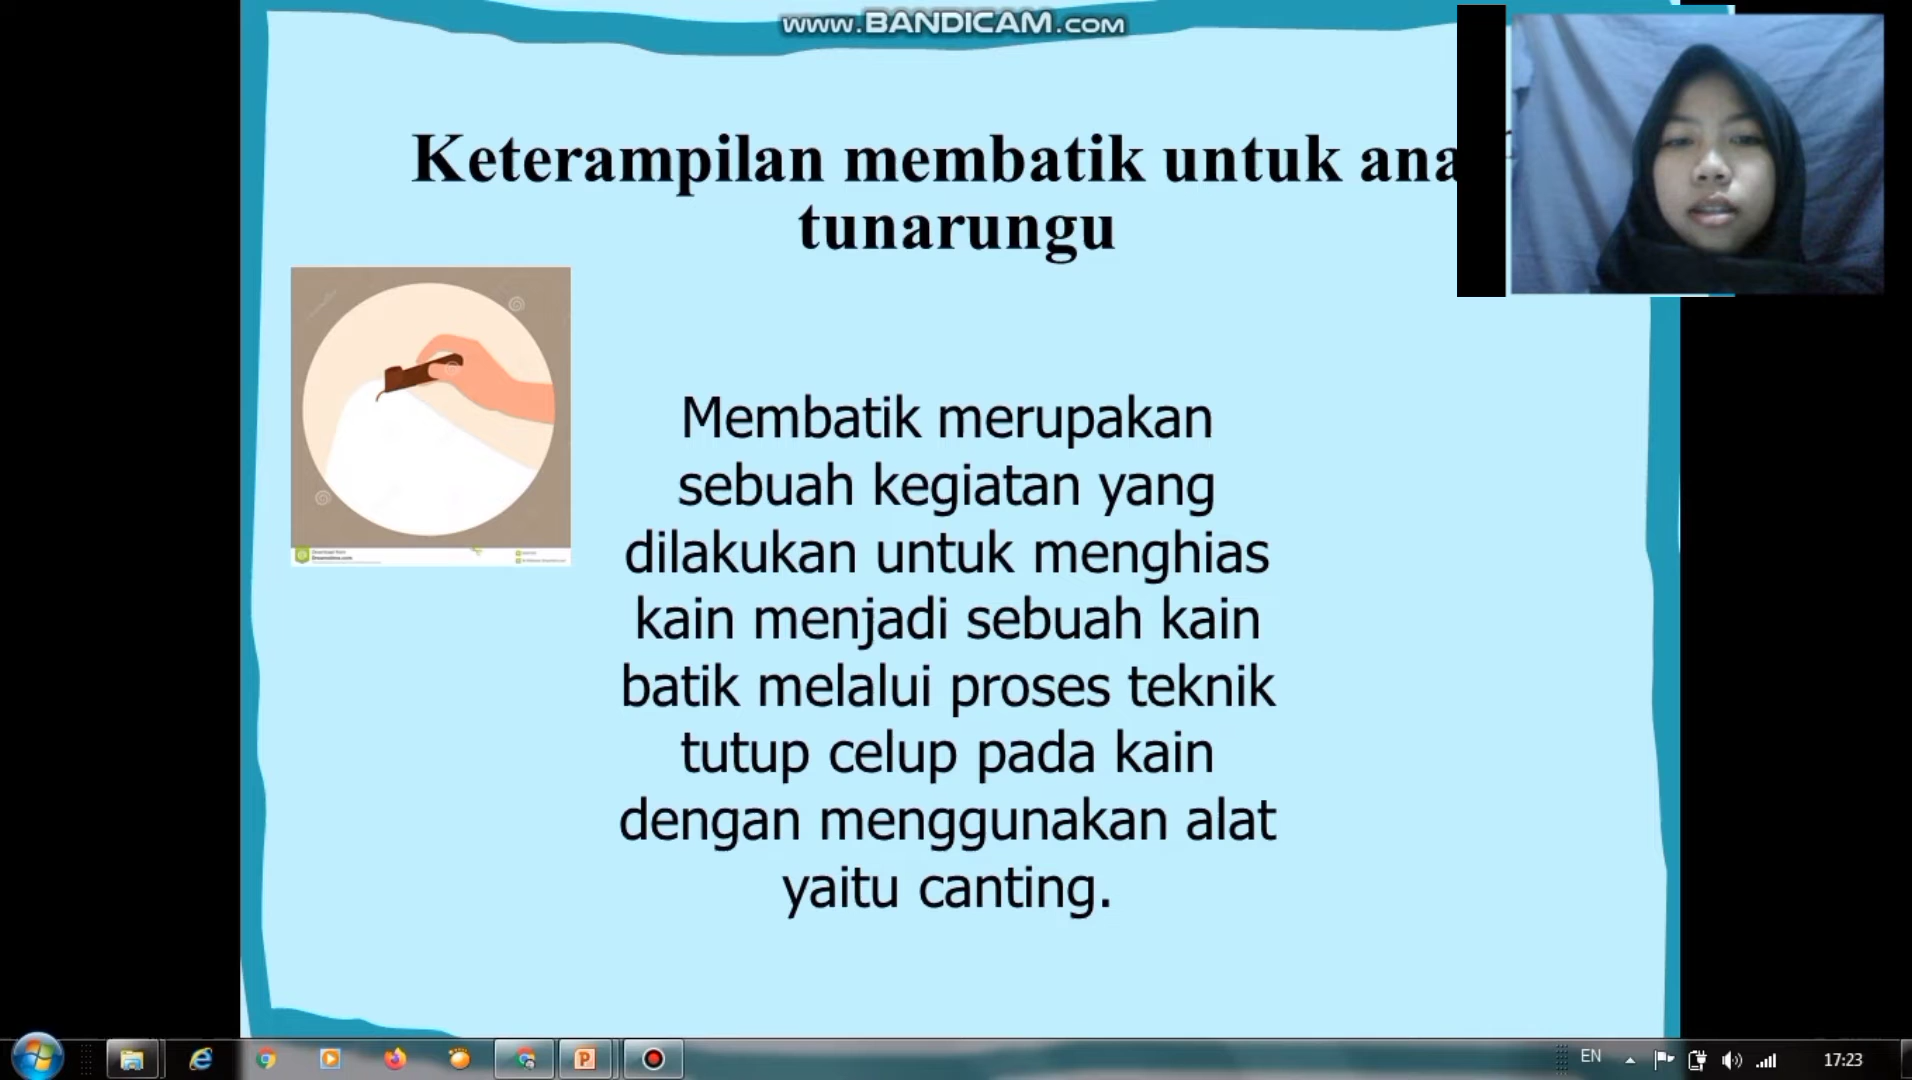 www.BANDICAM.com
Keterampilan membatik untuk ana
tunarungu
Membatik merupakan
sebuah kegiatan yang
dilakukan untuk menghias
kain menjadi sebuah kain
batik melalui proses teknik
tutup celup pada kain
dengan menggunakan alat
yaitu canting.
EN
17:23